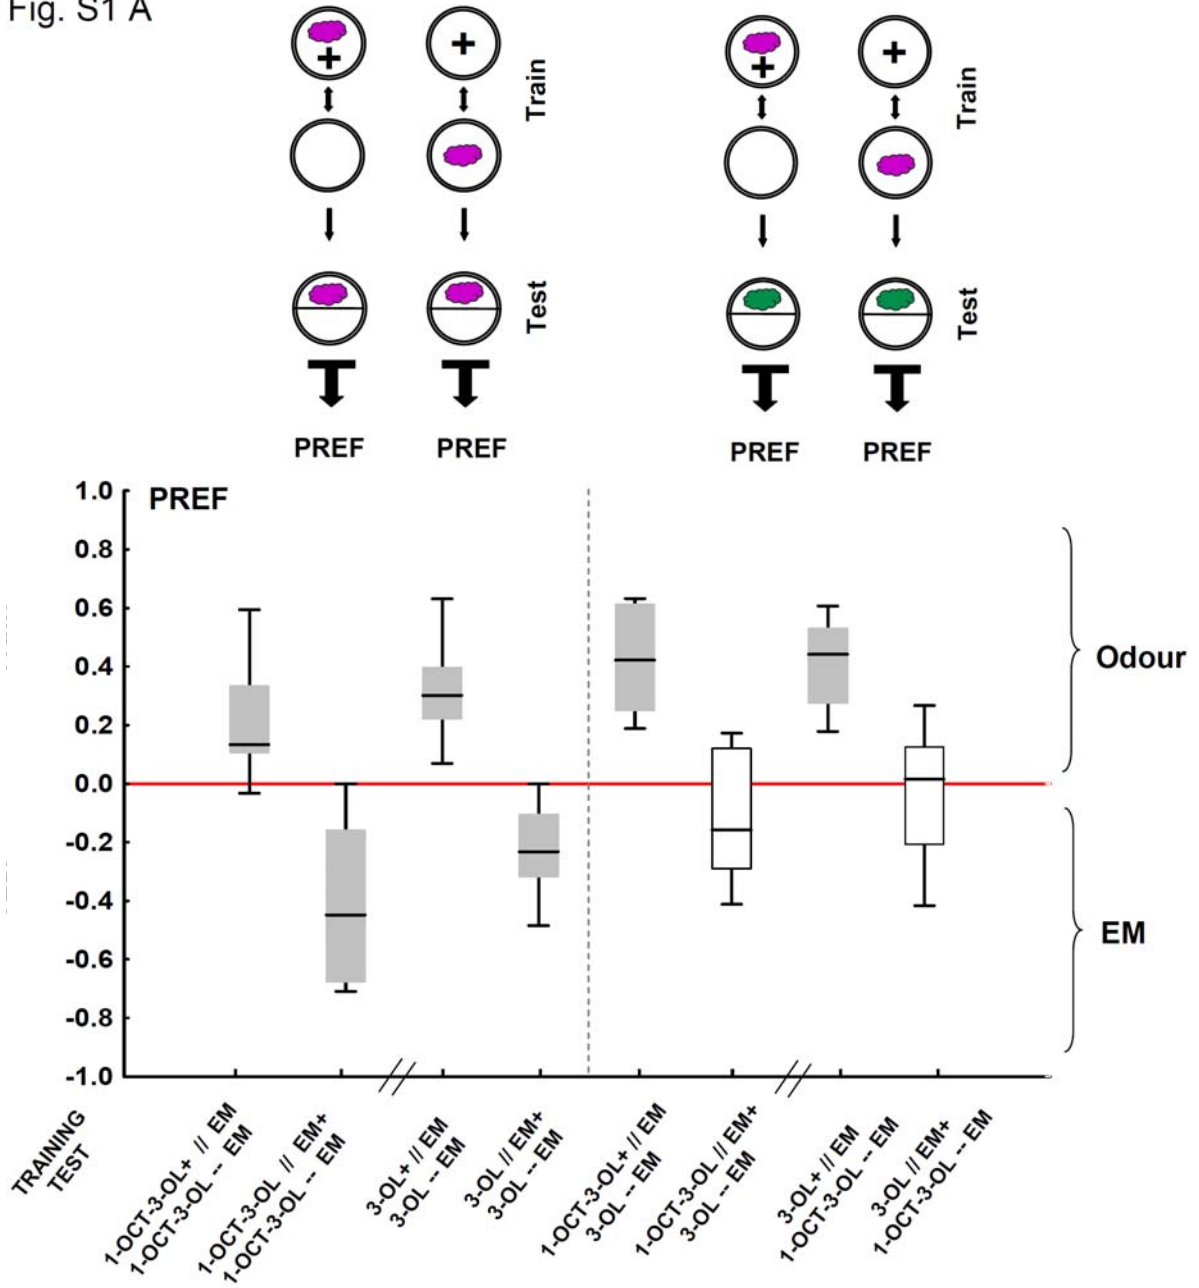 Fig. S1 A
+
+
+
+
Train
Train
Test
Test
PREF
PREF
PREF
PREF
PREF
1.0
0.8
0.6
0.4
0.2
0.0
-0.2
-0.4
-0.6
-0.8
-1.0
Odour
EM
TRAINING
TEST
1-OCT-3-OL+ // EM
1-OCT-3-OL -- EM
1-OCT-3-OL // EM+
1-OCT-3-OL -- EM
3-OL+ // EM
3-OL -- EM
3-OL // EM+
3-OL -- EM
1-OCT-3-OL+ // EM
3-OL -- EM
1-OCT-3-OL // EM+
3-OL -- EM
3-OL+ // EM
1-OCT-3-OL -- EM
3-OL // EM+
1-OCT-3-OL --- EM